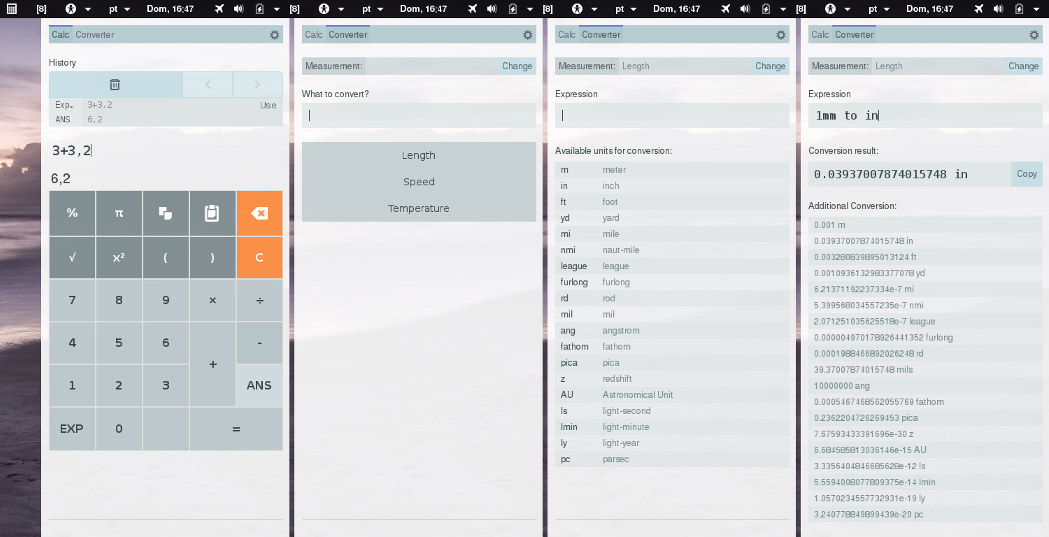 [8] pt Dom, 16:47
Calc Converter
History
Exp… 3+3,2 Use
ANS 6,2
3+3,2
6,2
% π
√ x² ( ) C
7 8 9 × ÷
4 5 6 + -
1 2 3 ANS
EXP 0 =
[8] pt Dom, 16:47
Calc Converter
Measurement: Change
What to convert?
Length
Speed
Temperature
[8] pt Dom, 16:47
Calc Converter
Measurement: Length Change
Expression
Available units for conversion:
m meter
in inch
ft foot
yd yard
mi mile
nmi naut-mile
league league
furlong furlong
rd rod
mil mil
ang angstrom
fathom fathom
pica pica
z redshift
AU Astronomical Unit
ls light-second
lmin light-minute
ly light-year
pc parsec
[8] pt Dom, 16:47
Calc Converter
Measurement: Length Change
Expression
1mm to in
Conversion result:
0.03937007874015748 in Copy
Additional Conversion:
0.001 m
0.03937007874015748 in
0.003280839895013124 ft
0.0010936132983377078 yd
6.21371192237334e-7 mi
5.399568034557235e-7 nmi
2.071251035625518e-7 league
0.000004970178926441352 furlong
0.0001988466892026248 rd
39.37007874015748 mils
10000000 ang
0.0005467468562055769 fathom
0.2362204726269453 pica
7.67593433391696e-30 z
6.684585813036146e-15 AU
3.3356404846685628e-12 ls
5.5594008077809375e-14 lmin
1.0570234557732931e-19 ly
3.240778849899439e-20 pc